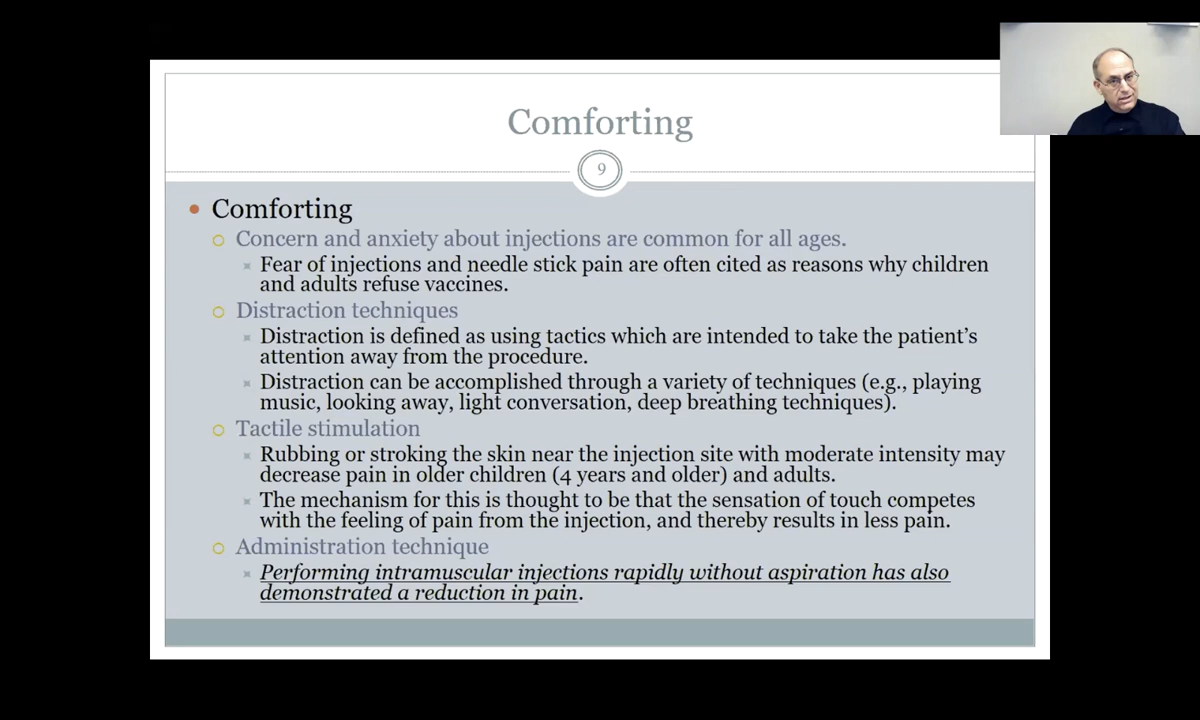 Comforting
9
Comforting
Concern and anxiety about injections are common for all ages.
Fear of injections and needle stick pain are often cited as reasons why children
and adults refuse vaccines.
Distraction techniques
Distraction is defined as using tactics which are intended to take the patient’s
attention away from the procedure.
Distraction can be accomplished through a variety of techniques (e.g., playing
music, looking away, light conversation, deep breathing techniques).
Tactile stimulation
Rubbing or stroking the skin near the injection site with moderate intensity may
decrease pain in older children (4 years and older) and adults.
The mechanism for this is thought to be that the sensation of touch competes
with the feeling of pain from the injection, and thereby results in less pain.
Administration technique
Performing intramuscular injections rapidly without aspiration has also
demonstrated a reduction in pain.